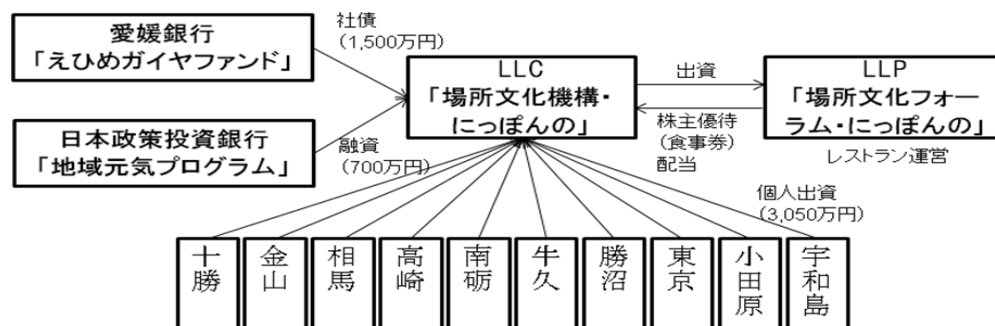 愛媛銀行
「えひめガイヤファンド」
社債
（1,500万円）
日本政策投資銀行
「地域元気プログラム」
融資
（700万円）
LLC
「場所文化機構・
にっぽんの」
出資
株主優待
（食事券）
配当
LLP
「場所文化フォー
ラム・にっぽんの」
レストラン運営
個人出資
（3,050万円）
十勝
金山
相馬
高崎
南砺
牛久
勝沼
東京
小田原
宇和島